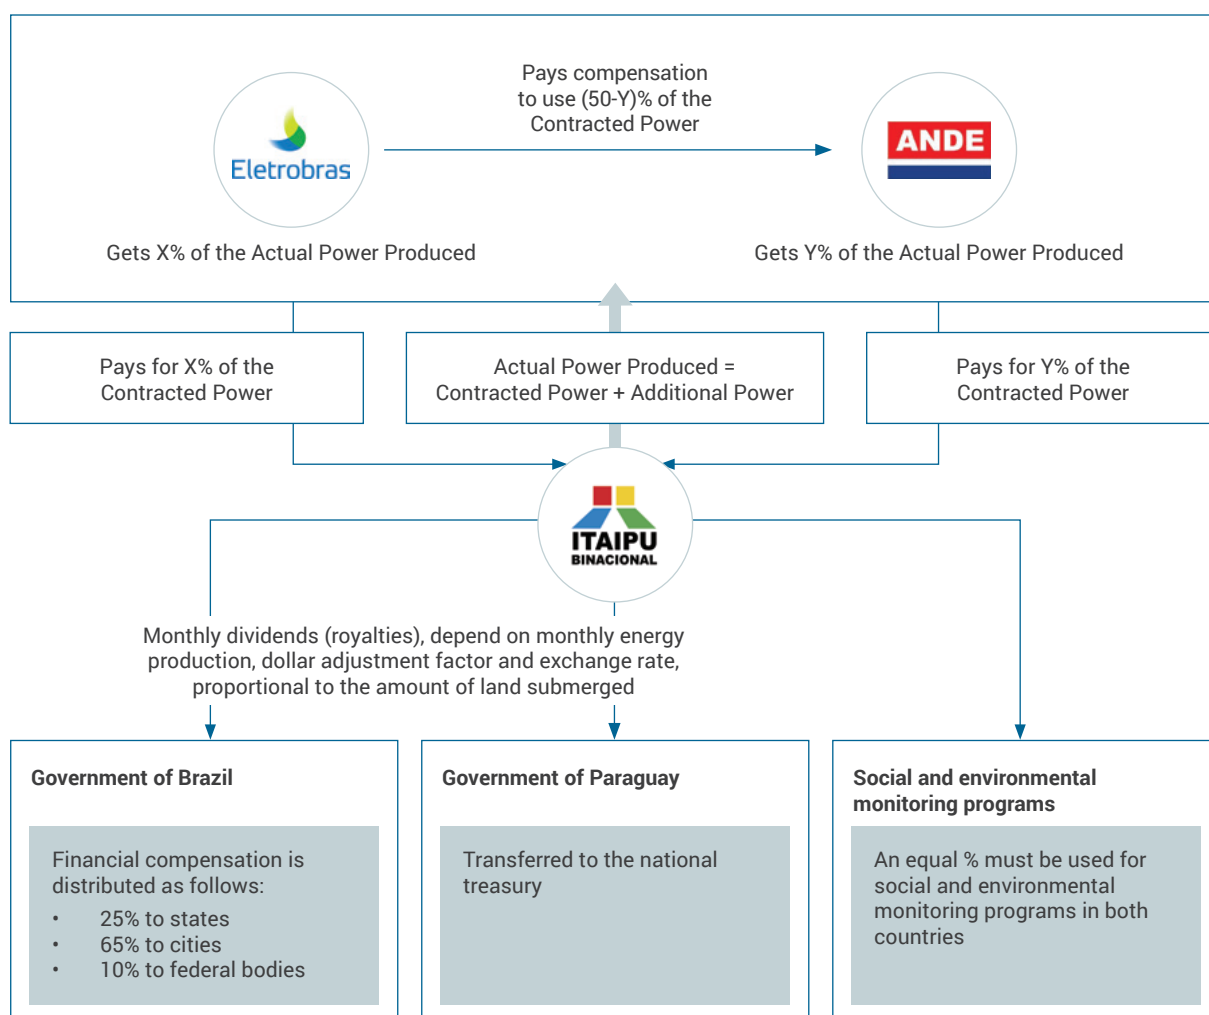 Pays compensation
to use (50-Y)% of the
Contracted Power
Eletrobras
ANDE
Gets X% of the Actual Power Produced
Gets Y% of the Actual Power Produced
Pays for X% of the
Contracted Power
Actual Power Produced =
Contracted Power + Additional Power
Pays for Y% of the
Contracted Power
ITAIPU
BINACIONAL
Monthly dividends (royalties), depend on monthly energy
production, dollar adjustment factor and exchange rate,
proportional to the amount of land submerged
Government of Brazil
Financial compensation is
distributed as follows:
• 25% to states
• 65% to cities
• 10% to federal bodies
Government of Paraguay
Transferred to the national
treasury
Social and environmental
monitoring programs
An equal % must be used for
social and environmental
monitoring programs in both
countries